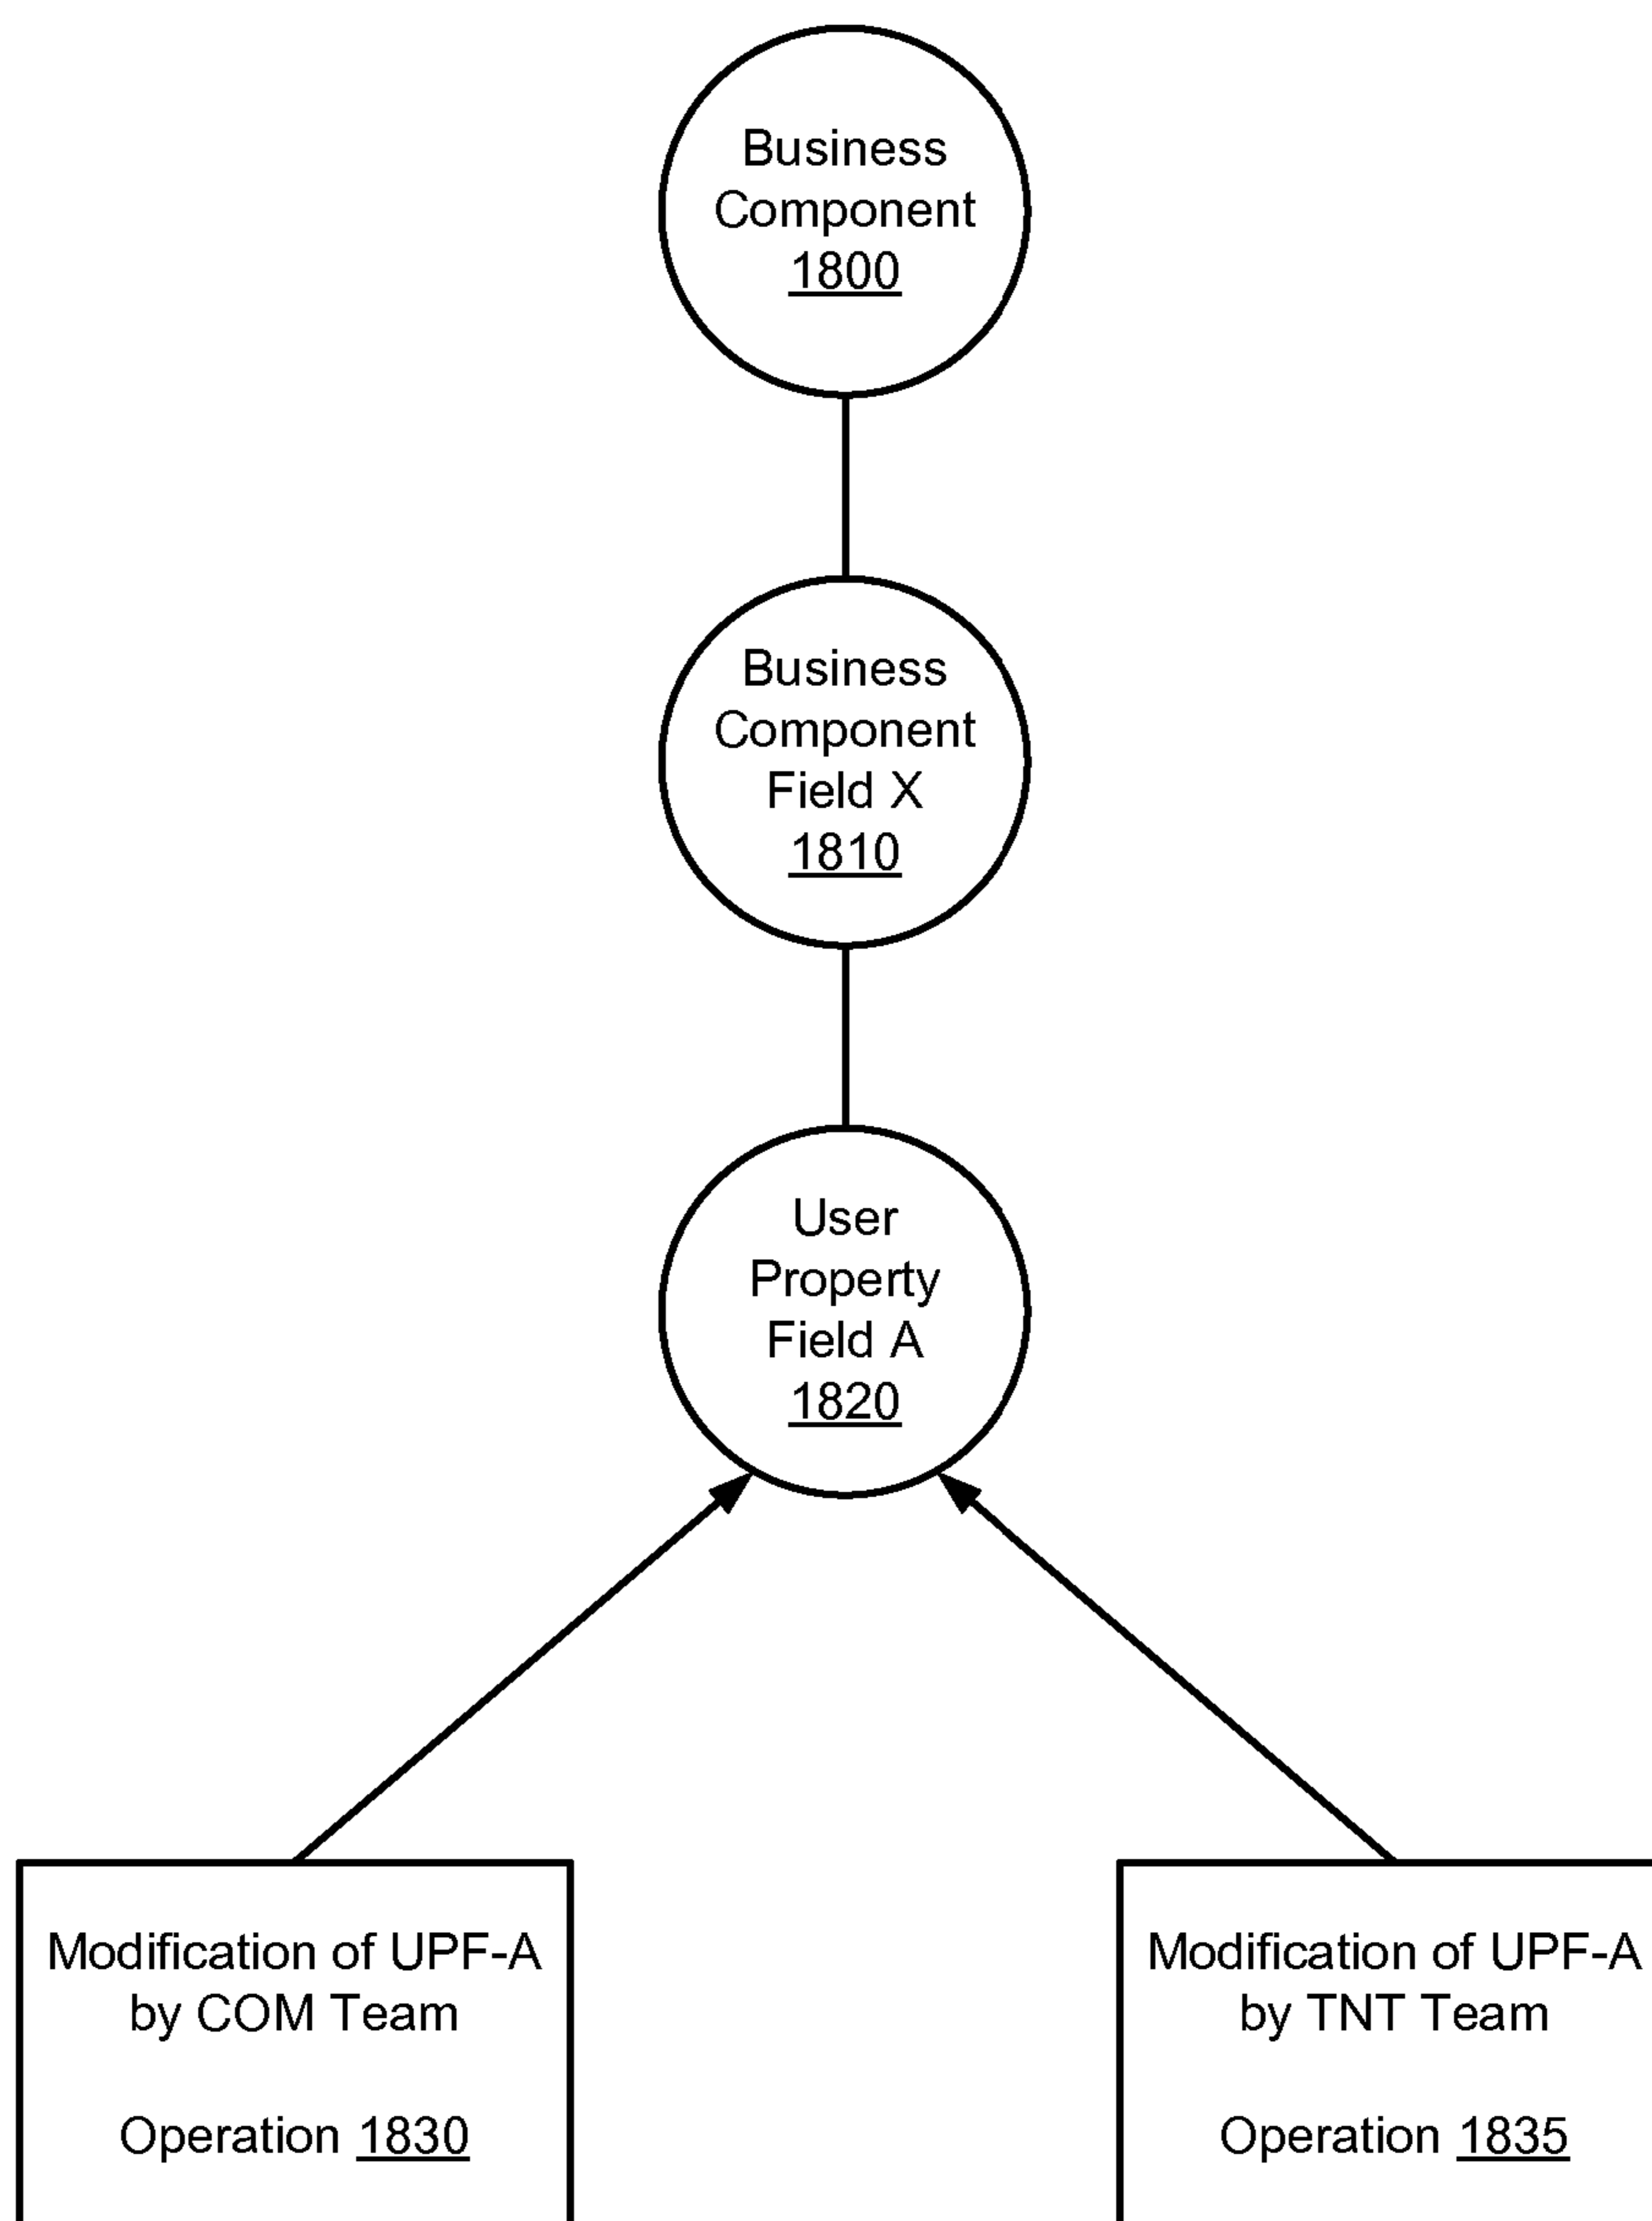 Business
Component
1800
Business
Component
Field X
1810
User
Property
Field A
1820
Modification of UPF-A
by COM Team
Operation 1830
Modification of UPF-A
by TNT Team
Operation 1835